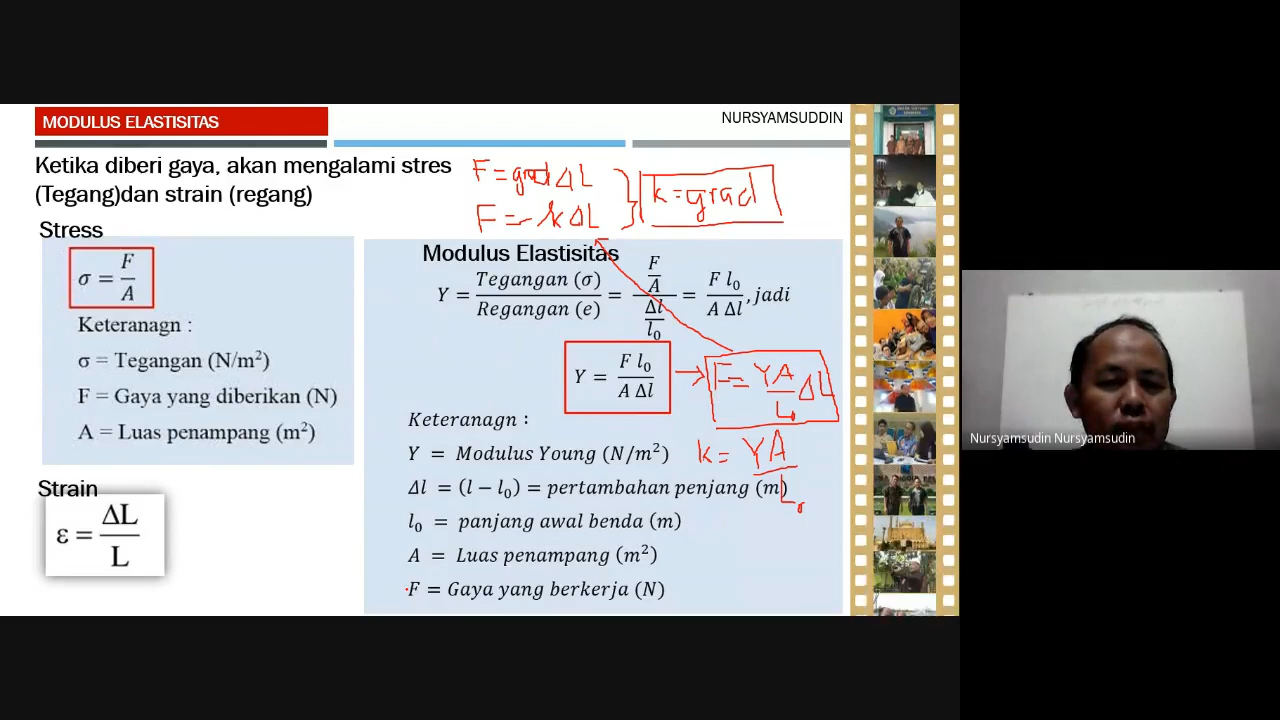 MODULUS ELASTISITAS
NURSYAMSUDDIN
Ketika diberi gaya, akan mengalami stres
(Tegang)dan strain (regang)
F = grad ΔL
F = -k ΔL
k = grad
Stress
σ = F/A
Keteranagn :
σ = Tegangan (N/m²)
F = Gaya yang diberikan (N)
A = Luas penampang (m²)
Strain
ε = ΔL/L
Modulus Elastisitas
Y = Tegangan (σ)/Regangan (e) = (F/A)/(Δl/l₀) = F l₀/A Δl , jadi
Y = F l₀/A Δl
F = YA/L₀ ΔL
k = YA/L₀
Keteranagn :
Y = Modulus Young (N/m²)
Δl = (l − l₀) = pertambahan penjang (m)
l₀ = panjang awal benda (m)
A = Luas penampang (m²)
F = Gaya yang berkerja (N)
Nursyamsudin Nursyamsudin